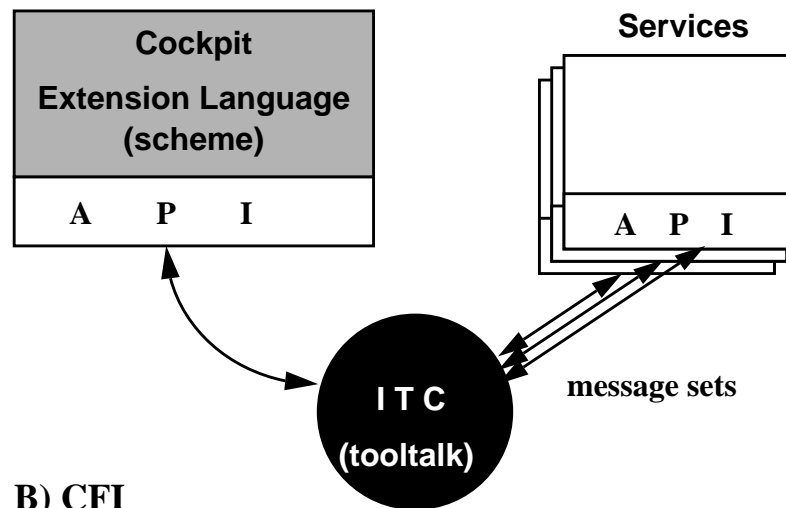 Cockpit
Extension Language
(scheme)
A P I
Services
A P I
I T C
(tooltalk)
message sets
B) CFI